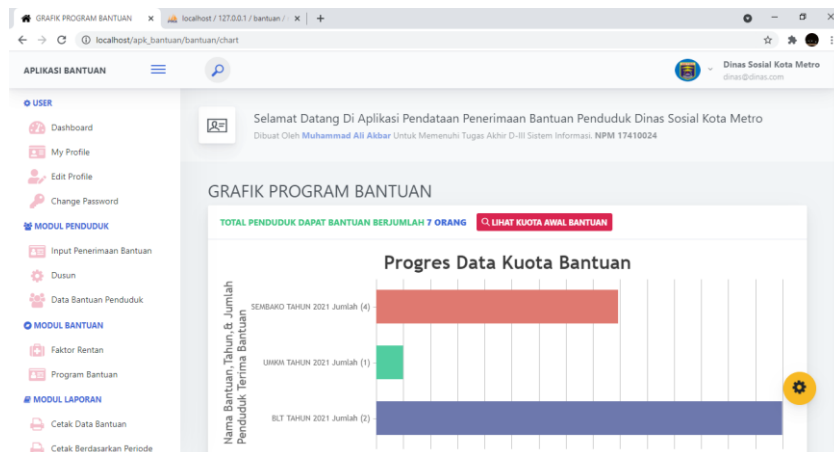 GRAFIK PROGRAM BANTUAN
localhost / 127.0.0.1 / bantuan /
localhost/apk_bantuan/bantuan/chart
APLIKASI BANTUAN
Dinas Sosial Kota Metro
dinas@dinas.com
USER
Dashboard
My Profile
Edit Profile
Change Password
MODUL PENDUDUK
Input Penerimaan Bantuan
Dusun
Data Bantuan Penduduk
MODUL BANTUAN
Faktor Rentan
Program Bantuan
MODUL LAPORAN
Cetak Data Bantuan
Cetak Berdasarkan Periode
Selamat Datang Di Aplikasi Pendataan Penerimaan Bantuan Penduduk Dinas Sosial Kota Metro
Dibuat Oleh Muhammad Ali Akbar Untuk Memenuhi Tugas Akhir D-III Sistem Informasi. NPM 17410024
GRAFIK PROGRAM BANTUAN
TOTAL PENDUDUK DAPAT BANTUAN BERJUMLAH 7 ORANG
LIHAT KUOTA AWAL BANTUAN
Progres Data Kuota Bantuan
Nama Bantuan,Tahun,& Jumlah
Penduduk Terima Bantuan
SEMBAKO TAHUN 2021 Jumlah (4)
UMKM TAHUN 2021 Jumlah (1)
BLT TAHUN 2021 Jumlah (2)